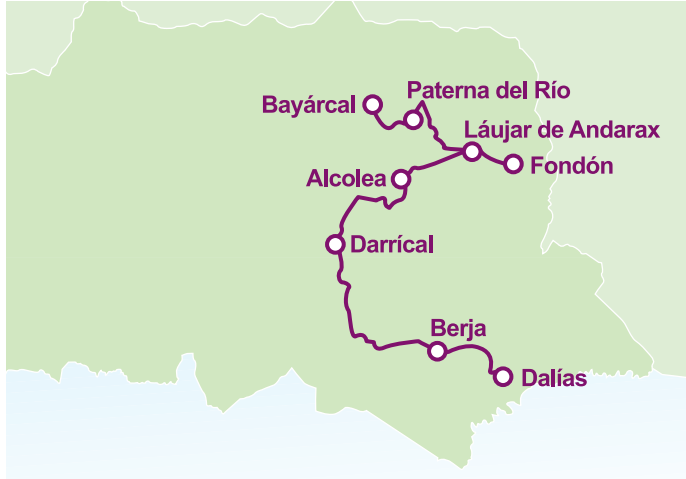 Paterna del Río
Bayárcal
Láujar de Andarax
Fondón
Alcolea
Darrícal
Berja
Dalías